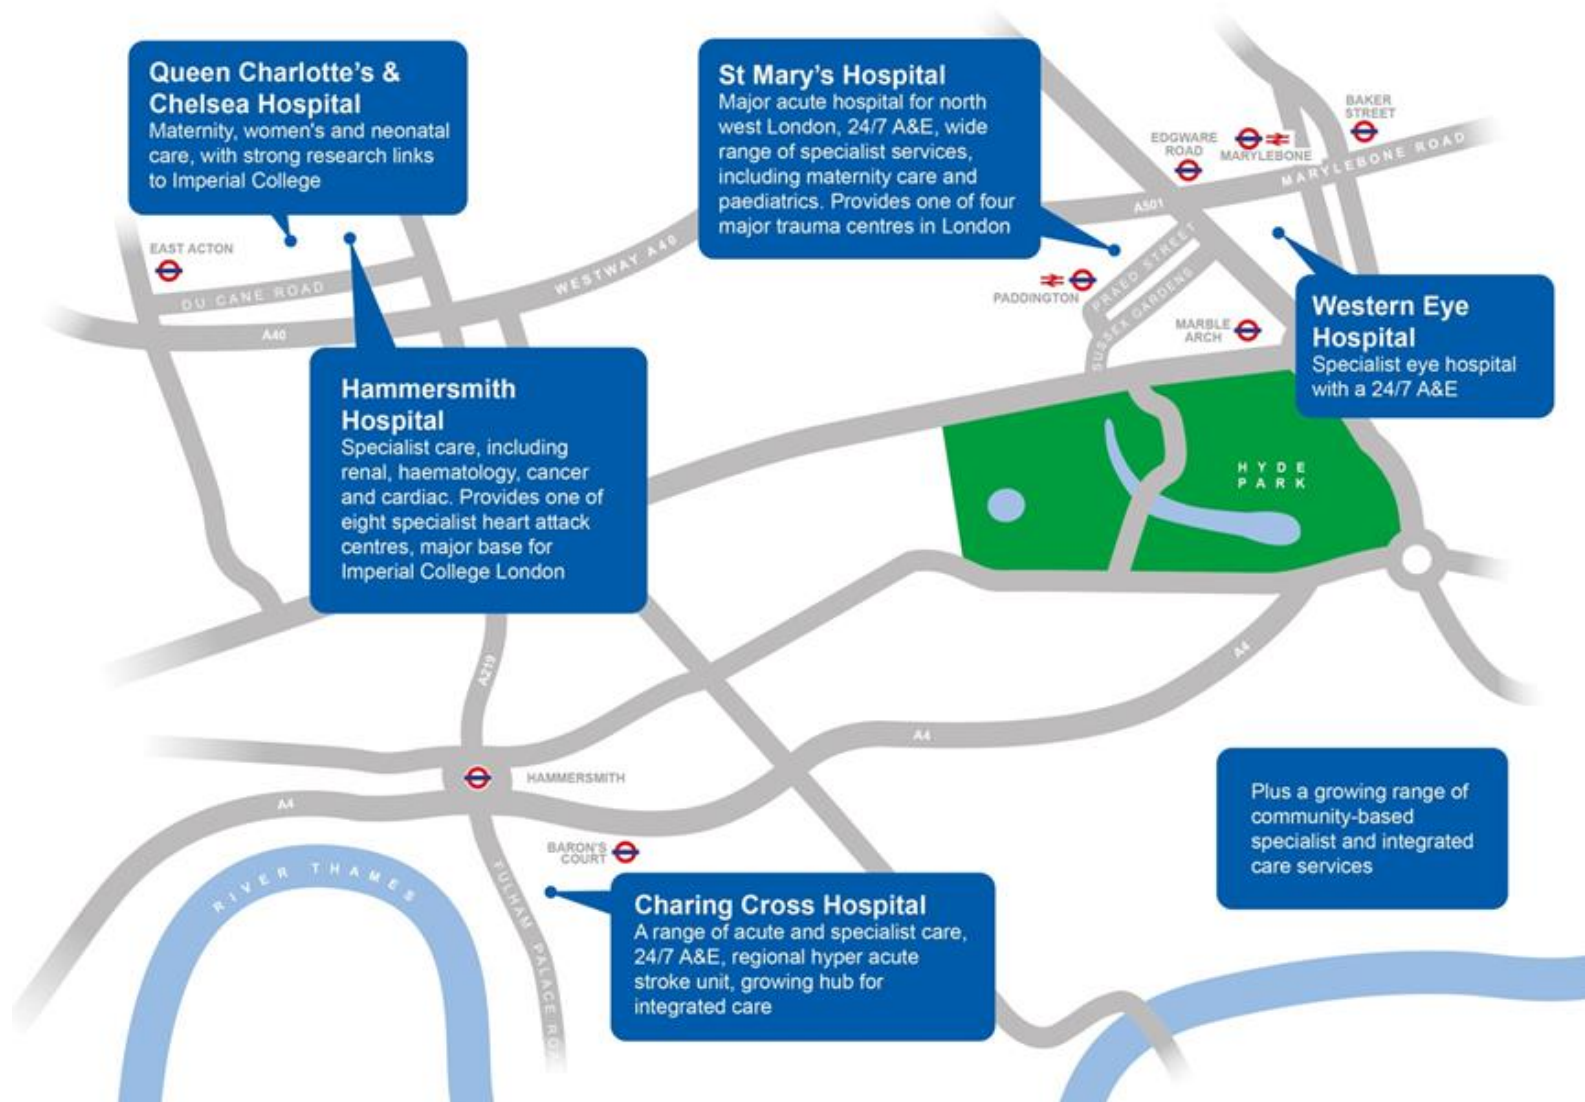 Queen Charlotte's &
Chelsea Hospital
Maternity, women's and neonatal
care, with strong research links
to Imperial College
St Mary's Hospital
Major acute hospital for north
west London, 24/7 A&E, wide
range of specialist services,
including maternity care and
paediatrics. Provides one of four
major trauma centres in London
BAKER
STREET
EDGWARE
ROAD
MARYLEBONE
MARYLEBONE ROAD
A501
EAST ACTON
DU CANE ROAD
A40
WESTWAY A40
PADDINGTON
PRAED STREET
SUSSEX GARDENS
MARBLE
ARCH
Western Eye
Hospital
Specialist eye hospital
with a 24/7 A&E
Hammersmith
Hospital
Specialist care, including
renal, haematology, cancer
and cardiac. Provides one of
eight specialist heart attack
centres, major base for
Imperial College London
HYDE
PARK
A219
A4
A4
HAMMERSMITH
A4
BARON'S
COURT
RIVER THAMES
FULHAM PALACE ROA
Charing Cross Hospital
A range of acute and specialist care,
24/7 A&E, regional hyper acute
stroke unit, growing hub for
integrated care
Plus a growing range of
community-based
specialist and integrated
care services